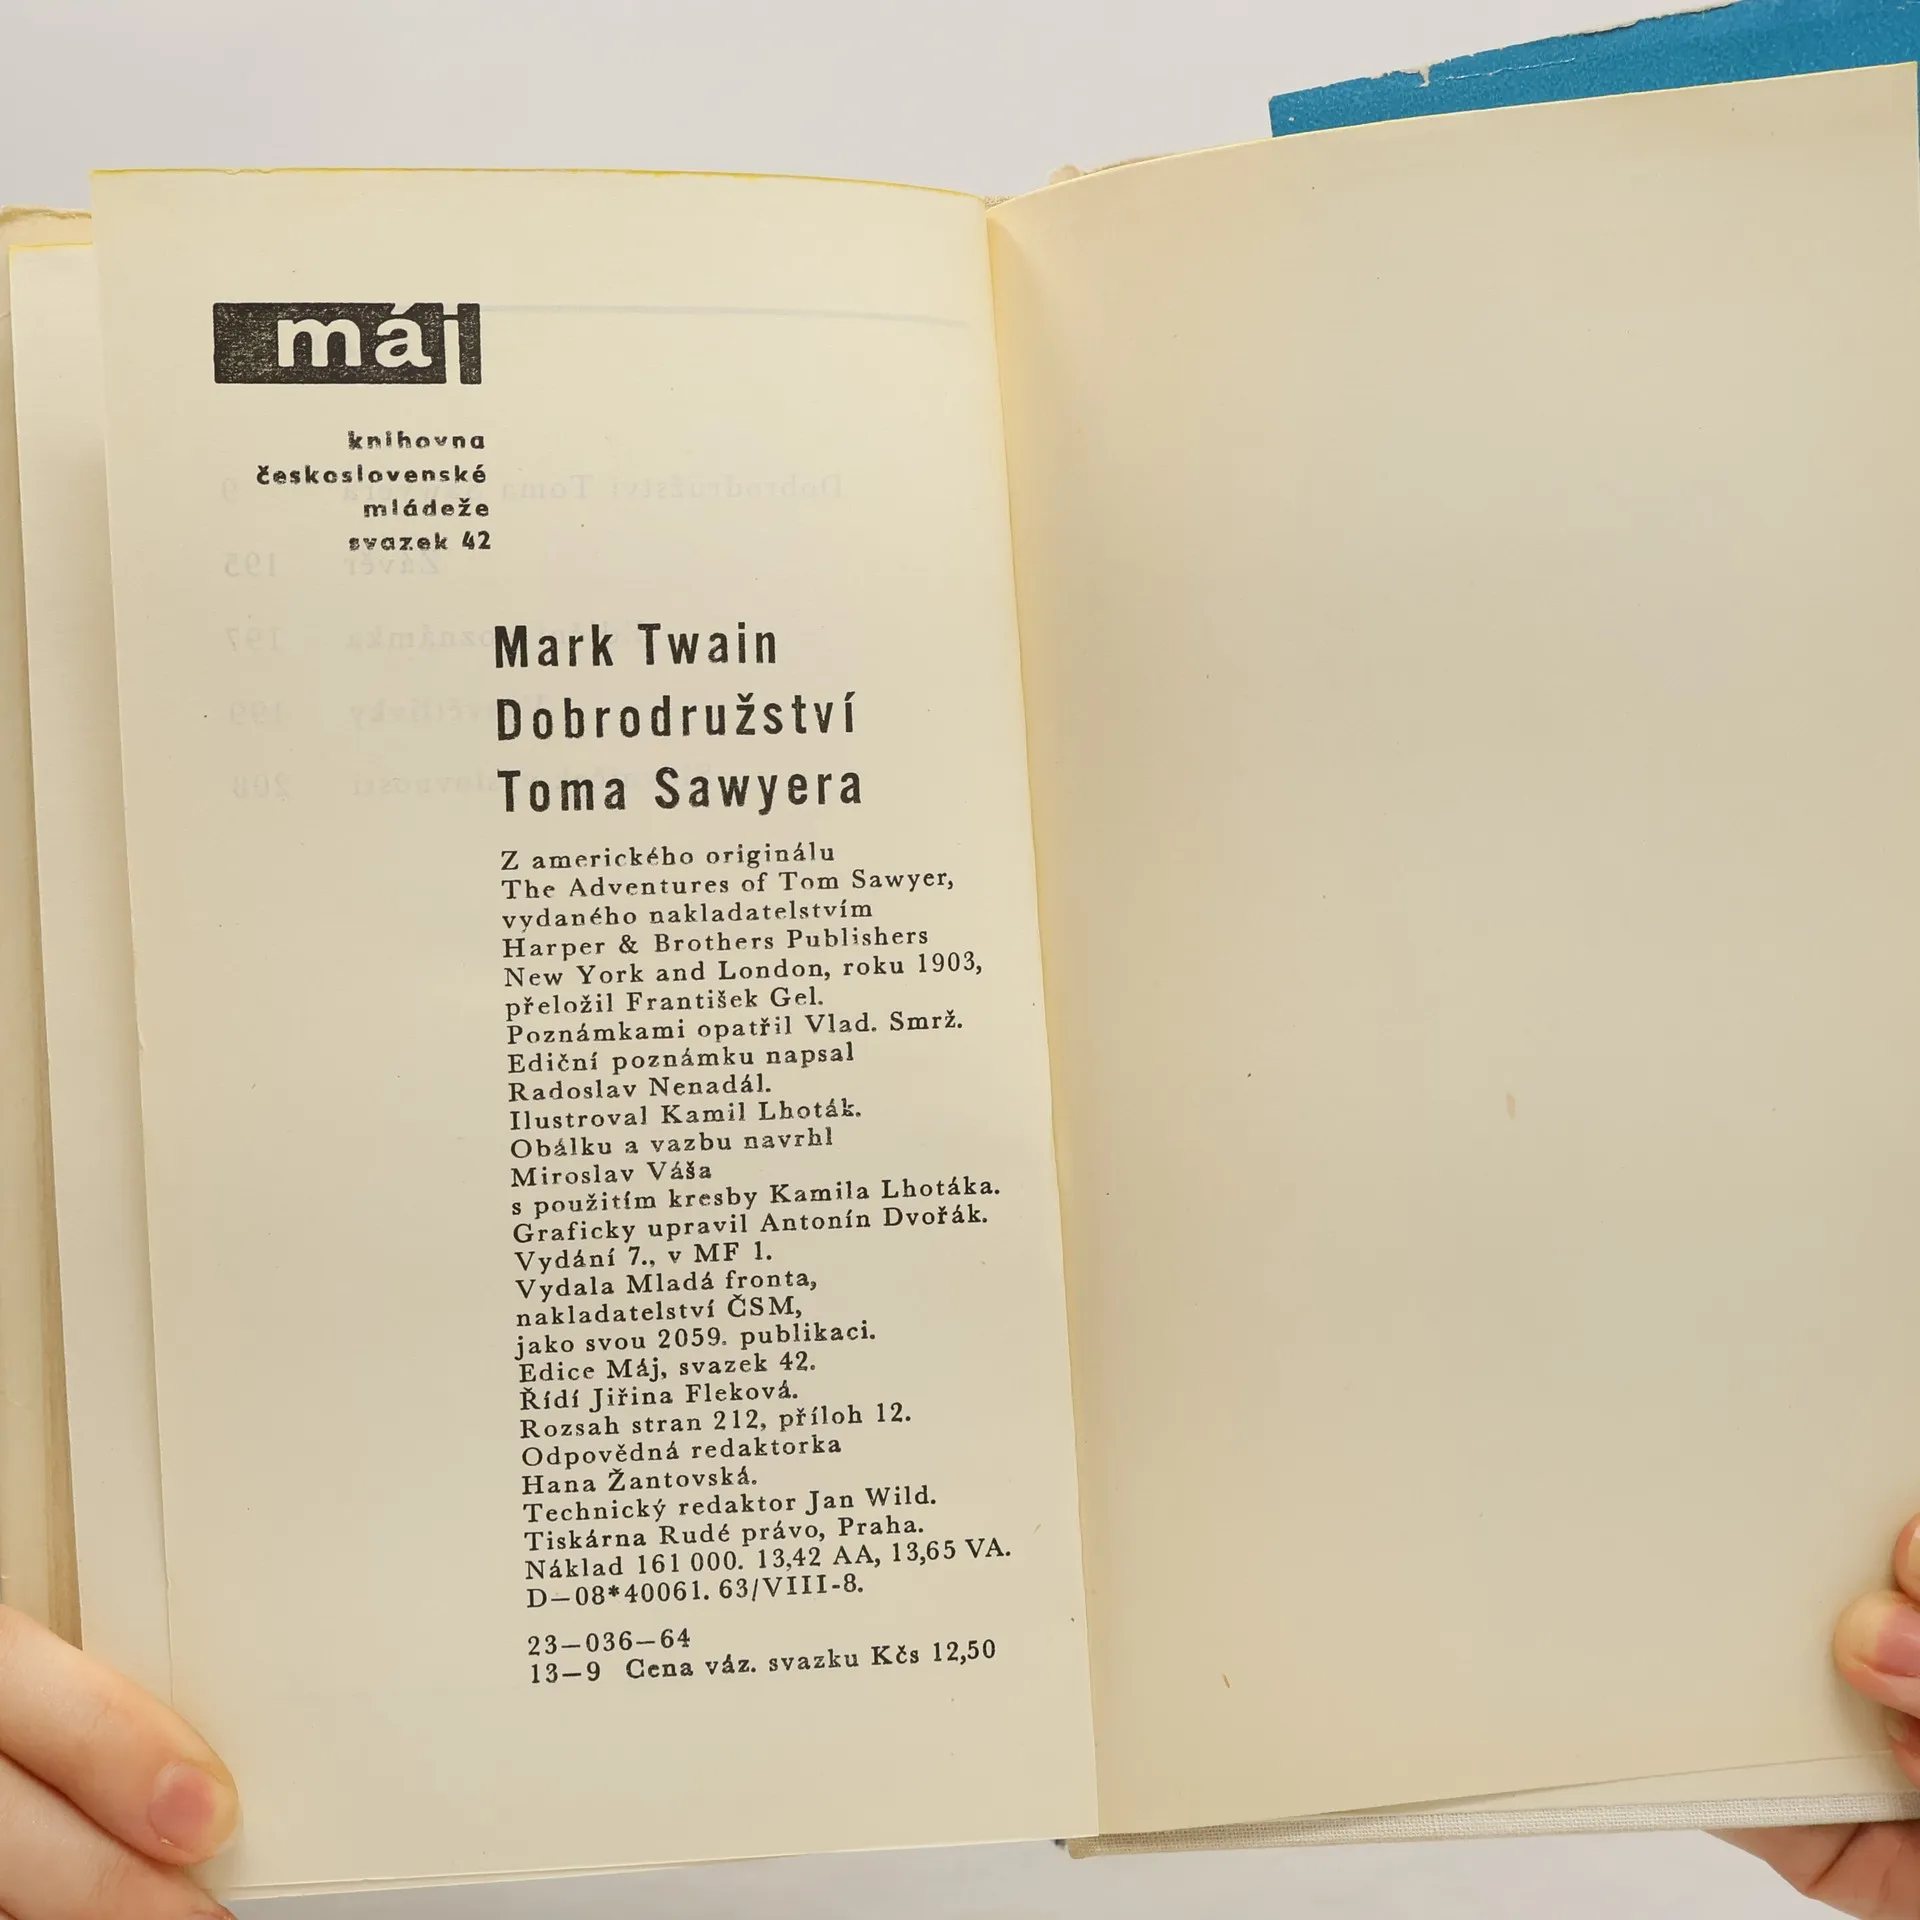 máj
knihovna
československé
mládeže
svazek 42
Mark Twain
Dobrodružství
Toma Sawyera
Z amerického originálu
The Adventures of Tom Sawyer,
vydaného nakladatelstvím
Harper & Brothers Publishers
New York and London, roku 1903,
přeložil František Gel.
Poznámkami opatřil Vlad. Smrž.
Ediční poznámku napsal
Radoslav Nenadál.
Ilustroval Kamil Lhoták.
Obálku a vazbu navrhl
Miroslav Váša
s použitím kresby Kamila Lhotáka.
Graficky upravil Antonín Dvořák.
Vydání 7., v MF 1.
Vydala Mladá fronta,
nakladatelství ČSM,
jako svou 2059. publikaci.
Edice Máj, svazek 42.
Řídí Jiřina Fleková.
Rozsah stran 212, příloh 12.
Odpovědná redaktorka
Hana Žantovská.
Technický redaktor Jan Wild.
Tiskárna Rudé právo, Praha.
Náklad 161 000. 13,42 AA, 13,65 VA.
D—08*40061. 63/VIII-8.
23—036—64
13—9 Cena váz. svazku Kčs 12,50